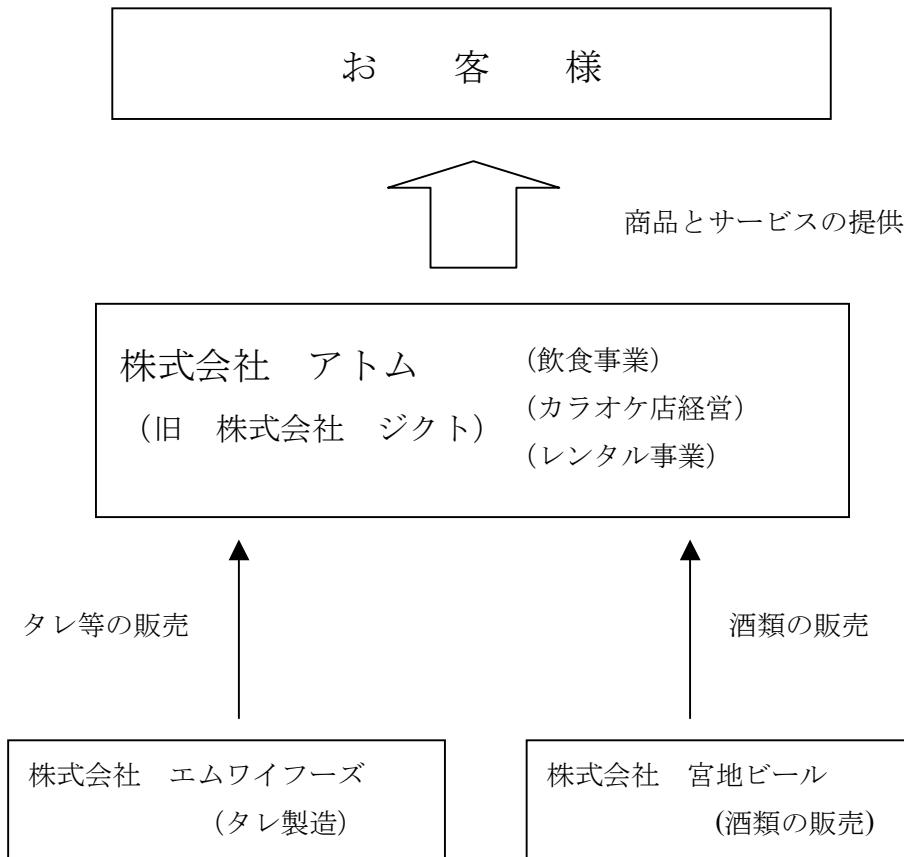 お　客　様
商品とサービスの提供
株式会社　アトム
（旧　株式会社　ジクト）
（飲食事業）
（カラオケ店経営）
（レンタル事業）
タレ等の販売
酒類の販売
株式会社　エムワイフーズ
（タレ製造）
株式会社　宮地ビール
(酒類の販売)